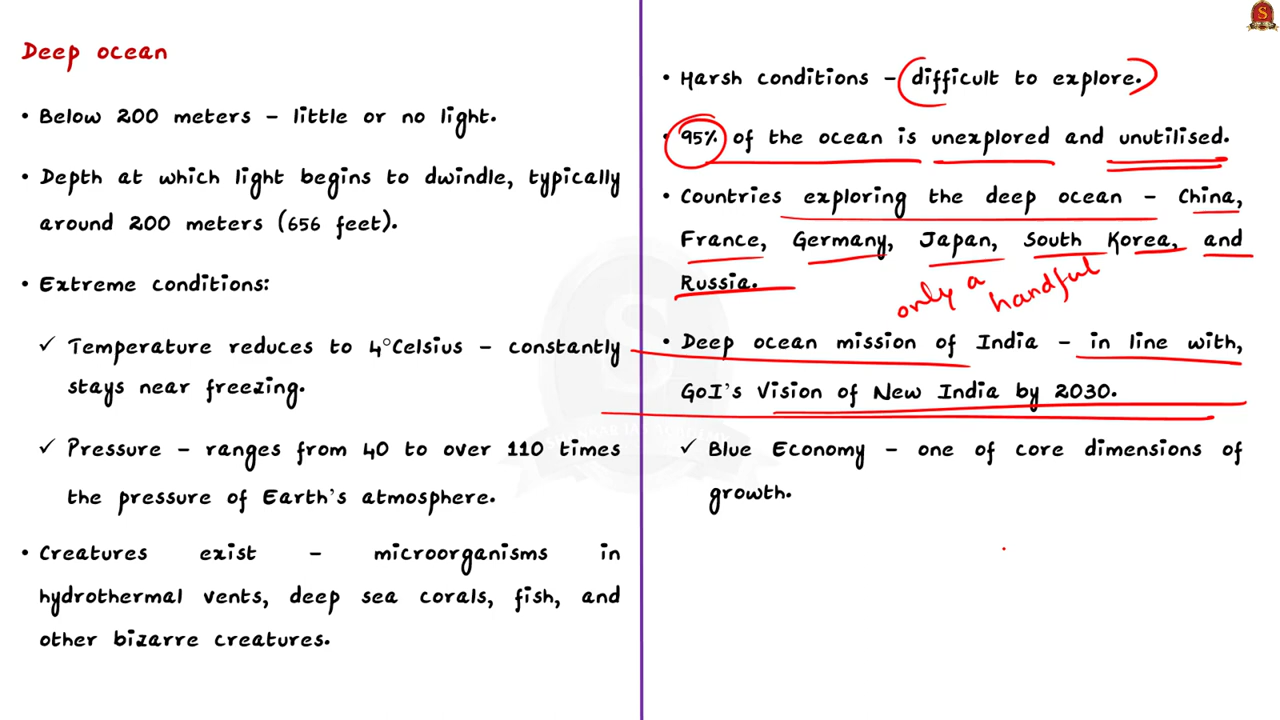 Deep ocean
• Below 200 meters – little or no light.
• Depth at which light begins to dwindle, typically
around 200 meters (656 feet).
• Extreme conditions:
✓ Temperature reduces to 4°Celsius – constantly
stays near freezing.
✓ Pressure – ranges from 40 to over 110 times
the pressure of Earth's atmosphere.
• Creatures exist – microorganisms in
hydrothermal vents, deep sea corals, fish, and
other bizarre creatures.
• Harsh conditions – difficult to explore.
• 95% of the ocean is unexplored and unutilised.
• Countries exploring the deep ocean – China,
France, Germany, Japan, South Korea, and
Russia.
only a handful
• Deep ocean mission of India – in line with,
GoI's Vision of New India by 2030.
✓ Blue Economy – one of core dimensions of
growth.